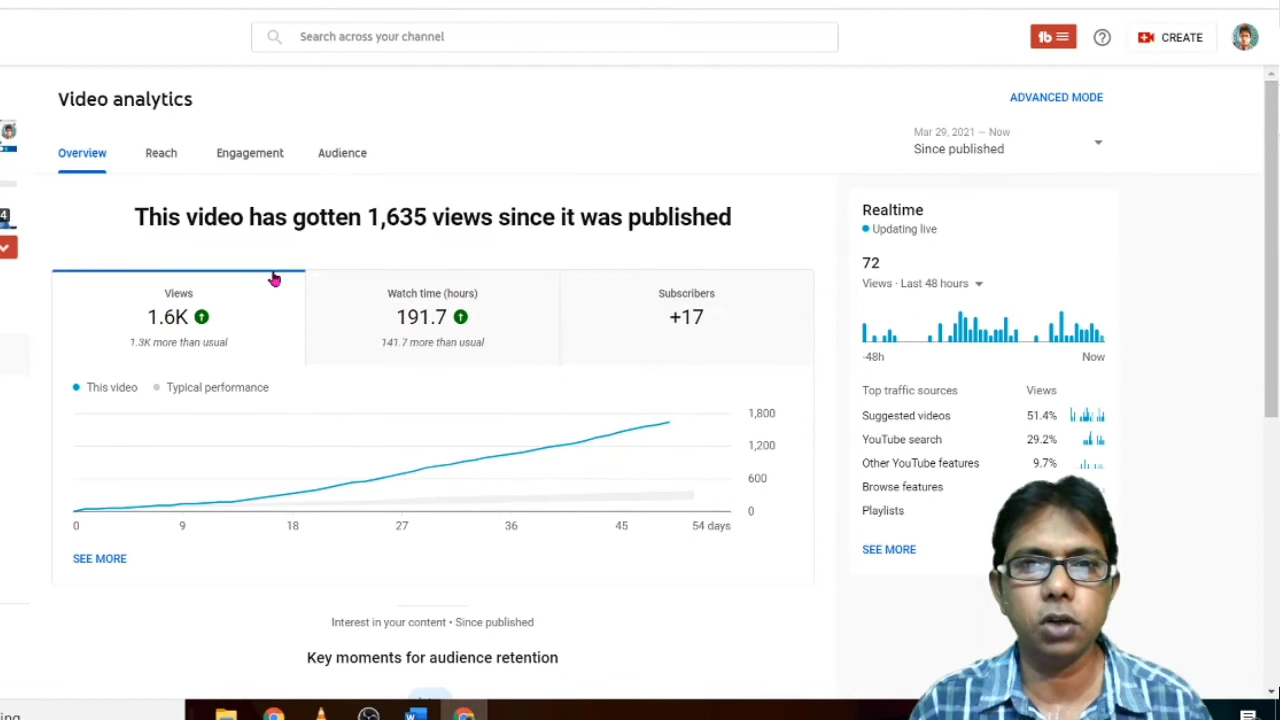 Search across your channel
CREATE
Video analytics
ADVANCED MODE
Mar 29, 2021 – Now
Since published
Overview
Reach
Engagement
Audience
4
This video has gotten 1,635 views since it was published
Views
1.6K
1.3K more than usual
Watch time (hours)
191.7
141.7 more than usual
Subscribers
+17
This video
Typical performance
1,800
1,200
600
0
0 9 18 27 36 45 54 days
SEE MORE
Interest in your content • Since published
Key moments for audience retention
Realtime
Updating live
72
Views · Last 48 hours
-48h Now
Top traffic sources Views
Suggested videos 51.4%
YouTube search 29.2%
Other YouTube features 9.7%
Browse features
Playlists
SEE MORE
ing